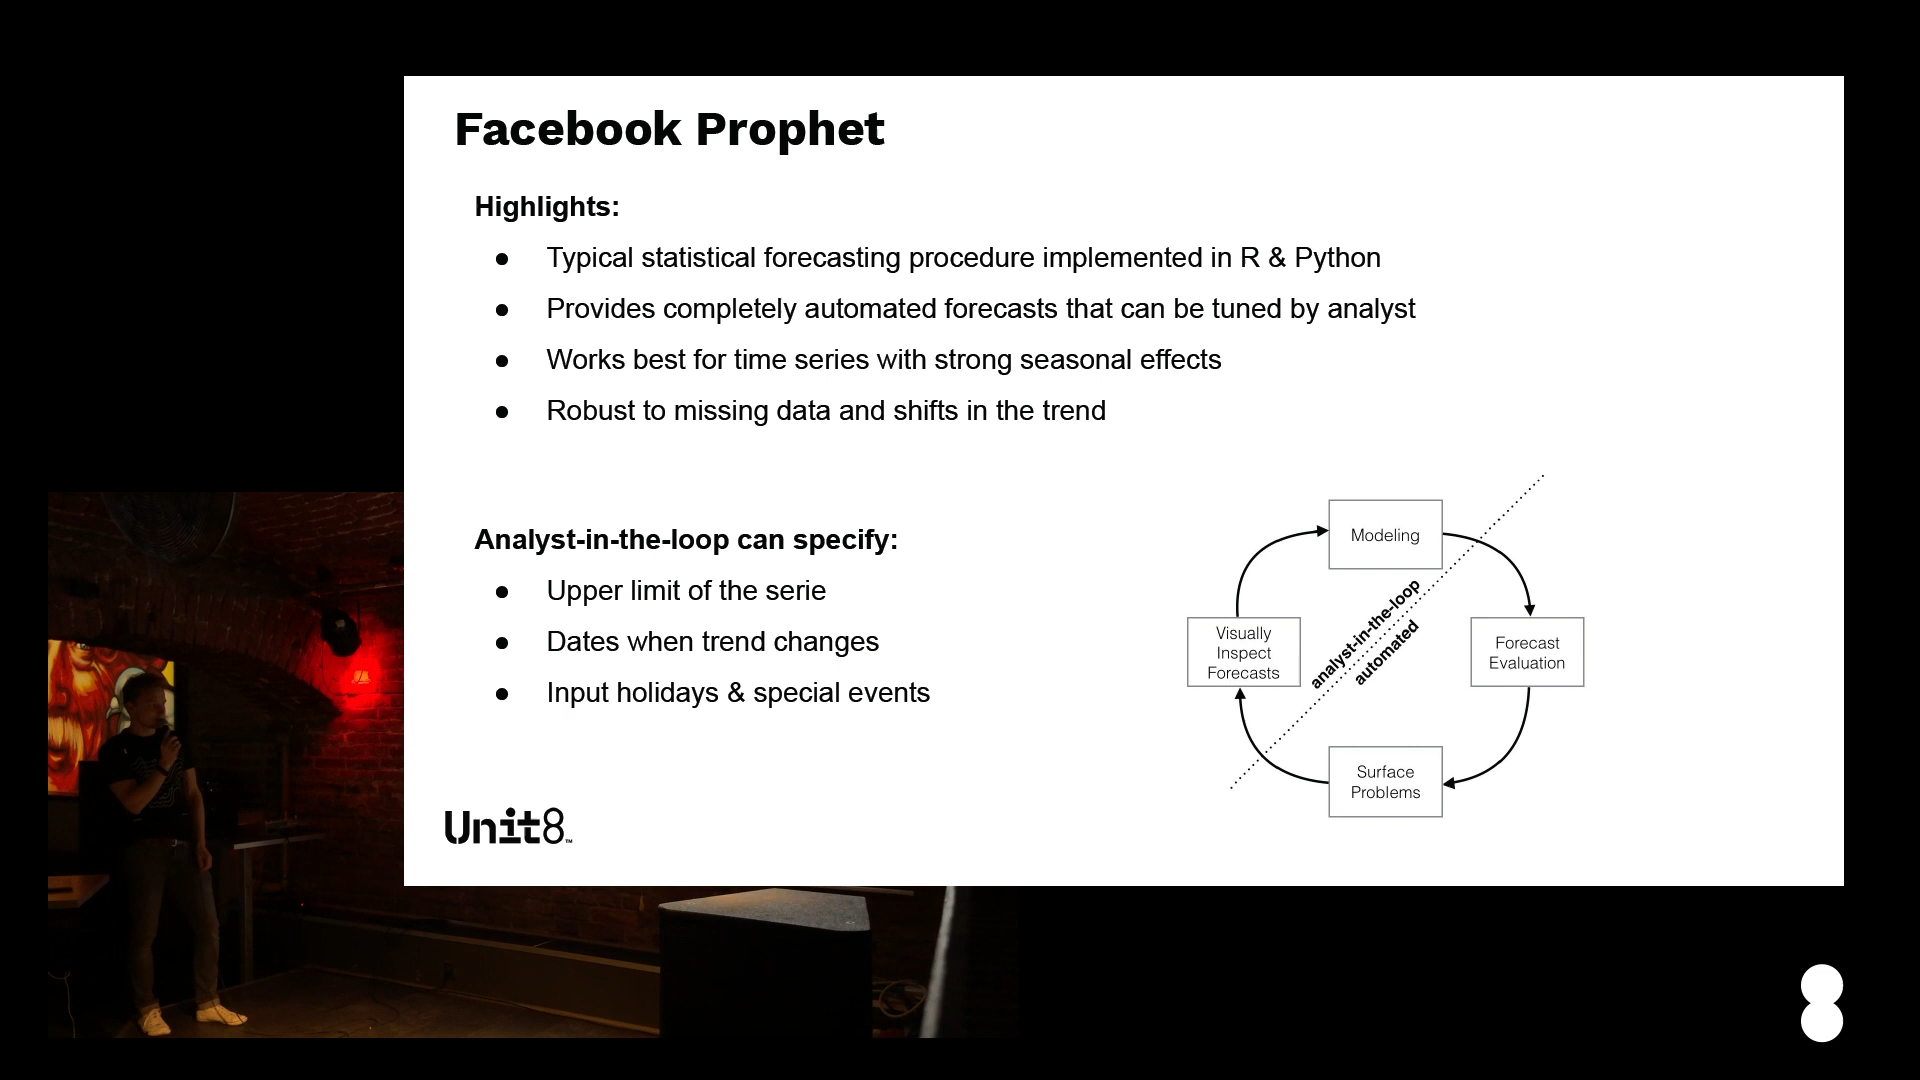 Facebook Prophet
Highlights:
● Typical statistical forecasting procedure implemented in R & Python
● Provides completely automated forecasts that can be tuned by analyst
● Works best for time series with strong seasonal effects
● Robust to missing data and shifts in the trend
Analyst-in-the-loop can specify:
● Upper limit of the serie
● Dates when trend changes
● Input holidays & special events
Modeling
analyst-in-the-loop
automated
Visually
Inspect
Forecasts
Forecast
Evaluation
Surface
Problems
Unit8™